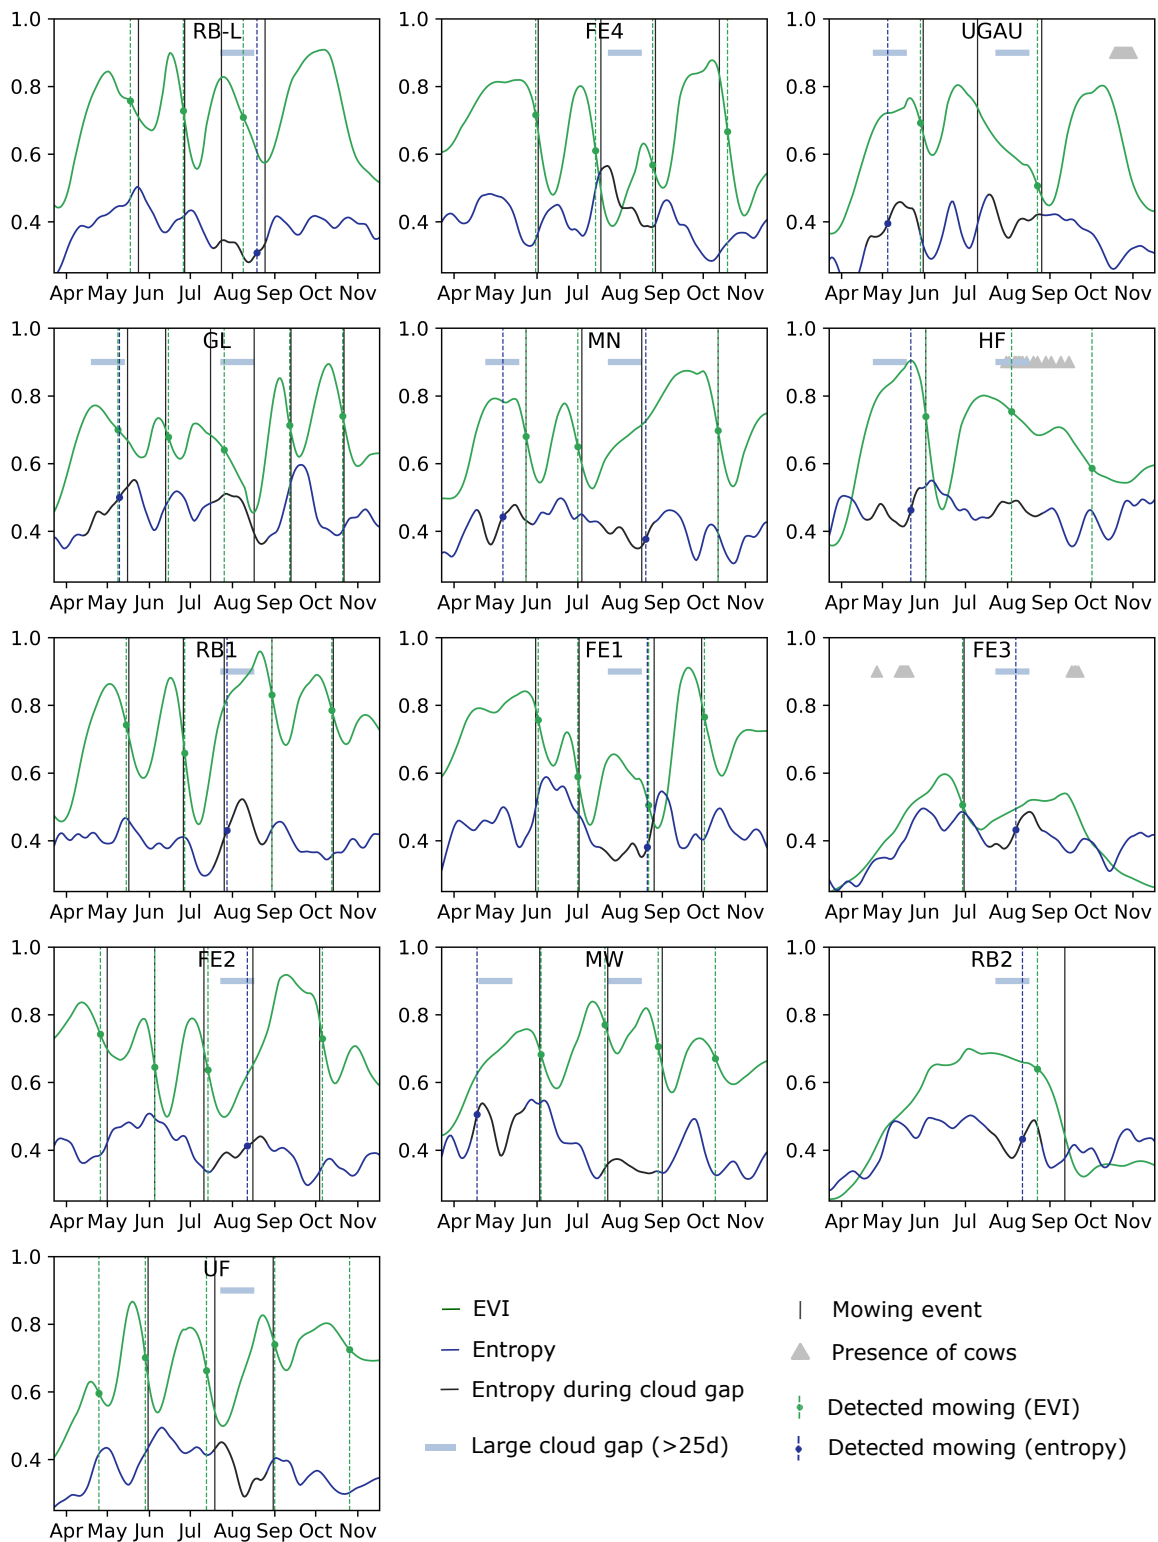 RB-L
1.0
0.8
0.6
0.4
Apr May Jun Jul Aug Sep Oct Nov
FE4
1.0
0.8
0.6
0.4
Apr May Jun Jul Aug Sep Oct Nov
UGAU
1.0
0.8
0.6
0.4
Apr May Jun Jul Aug Sep Oct Nov
GL
1.0
0.8
0.6
0.4
Apr May Jun Jul Aug Sep Oct Nov
MN
1.0
0.8
0.6
0.4
Apr May Jun Jul Aug Sep Oct Nov
HF
1.0
0.8
0.6
0.4
Apr May Jun Jul Aug Sep Oct Nov
RB1
1.0
0.8
0.6
0.4
Apr May Jun Jul Aug Sep Oct Nov
FE1
1.0
0.8
0.6
0.4
Apr May Jun Jul Aug Sep Oct Nov
FE3
1.0
0.8
0.6
0.4
Apr May Jun Jul Aug Sep Oct Nov
FE2
1.0
0.8
0.6
0.4
Apr May Jun Jul Aug Sep Oct Nov
MW
1.0
0.8
0.6
0.4
Apr May Jun Jul Aug Sep Oct Nov
RB2
1.0
0.8
0.6
0.4
Apr May Jun Jul Aug Sep Oct Nov
UF
1.0
0.8
0.6
0.4
Apr May Jun Jul Aug Sep Oct Nov
EVI
Entropy
Entropy during cloud gap
Large cloud gap (>25d)
Mowing event
Presence of cows
Detected mowing (EVI)
Detected mowing (entropy)